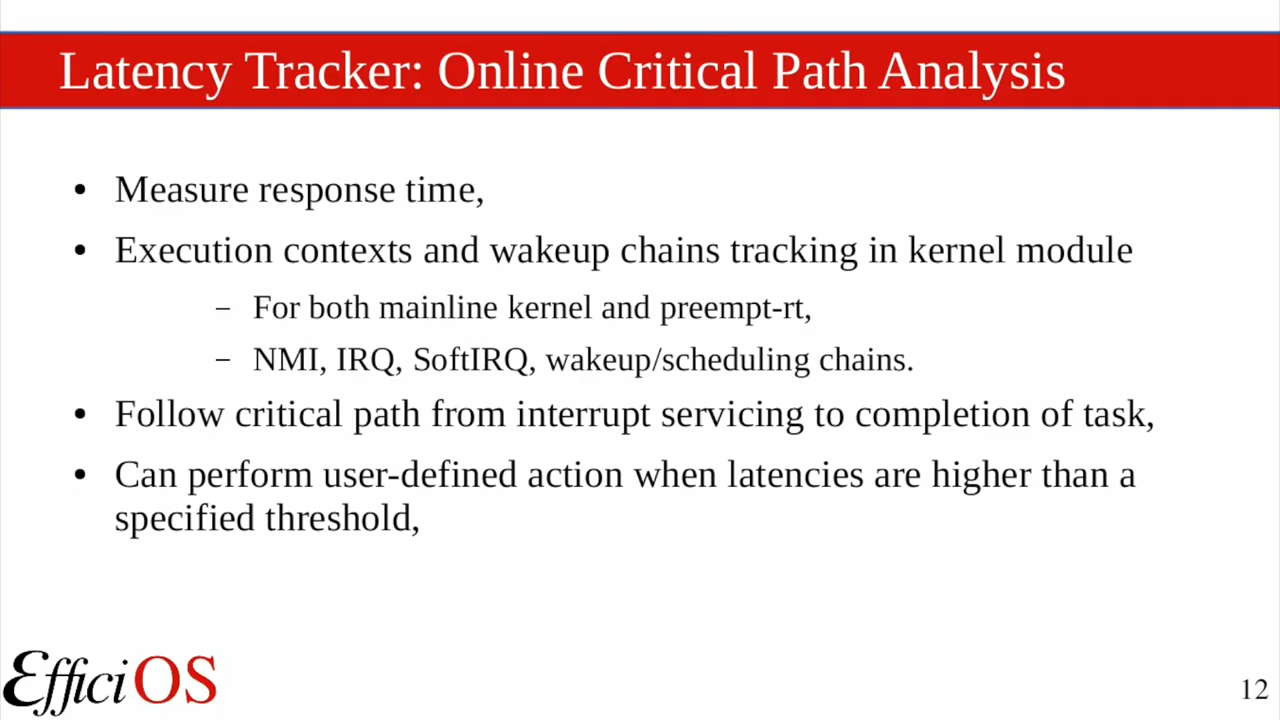 Latency Tracker: Online Critical Path Analysis
• Measure response time,
• Execution contexts and wakeup chains tracking in kernel module
– For both mainline kernel and preempt-rt,
– NMI, IRQ, SoftIRQ, wakeup/scheduling chains.
• Follow critical path from interrupt servicing to completion of task,
• Can perform user-defined action when latencies are higher than a
specified threshold,
EfficiOS
12